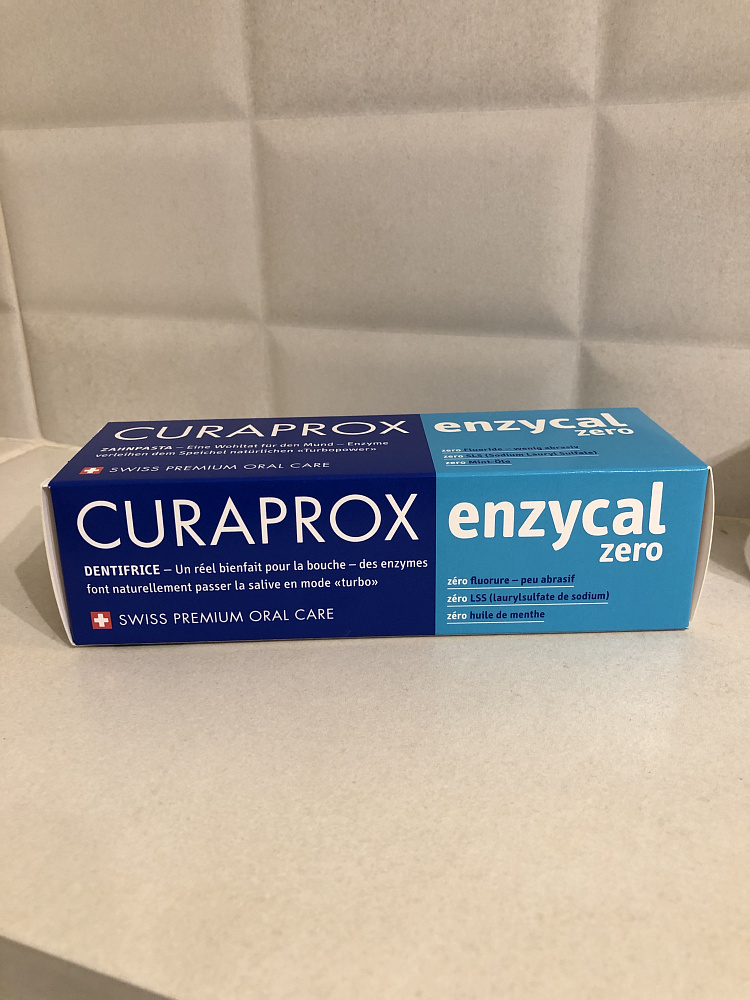 CURAPROX
ZAHNPASTA – Eine Wohltat für den Mund – Enzyme
verleihen dem Speichel natürlichen «Turbopower»
SWISS PREMIUM ORAL CARE
enzycal
zero
zero Fluoride – wenig abrasiv
zero SLS (Sodium Lauryl Sulfate)
zero Mint-Öle
CURAPROX
DENTIFRICE – Un réel bienfait pour la bouche – des enzymes
font naturellement passer la salive en mode «turbo»
SWISS PREMIUM ORAL CARE
enzycal
zero
zéro fluorure – peu abrasif
zéro LSS (laurylsulfate de sodium)
zéro huile de menthe